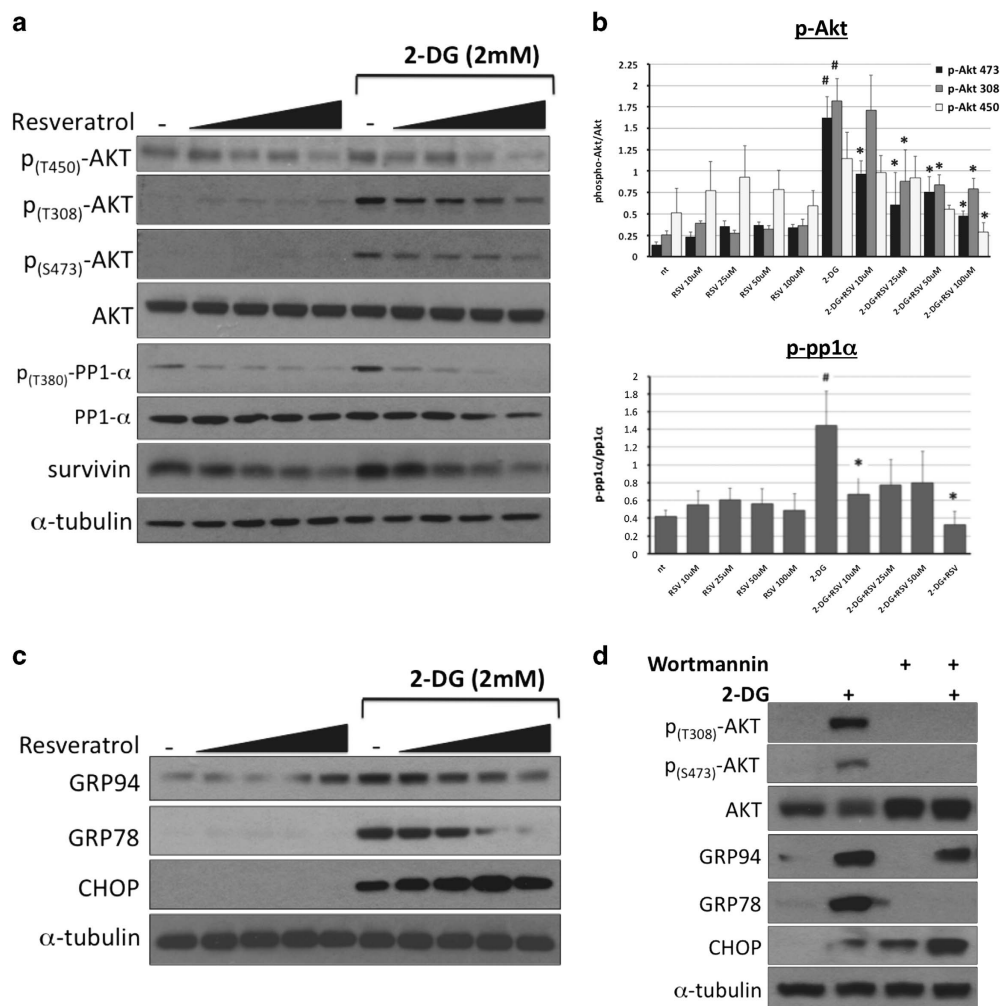 a
2-DG (2mM)
Resveratrol - -
p(T450)-AKT
p(T308)-AKT
p(S473)-AKT
AKT
p(T380)-PP1-α
PP1-α
survivin
α-tubulin
b
p-Akt
phospho-Akt/Akt
2.25
2
1.75
1.5
1.25
1
0.75
0.5
0.25
0
# #
* * * * * * *
p-Akt 473
p-Akt 308
p-Akt 450
nt
RSV 10uM
RSV 25uM
RSV 50uM
RSV 100uM
2-DG
2-DG+RSV 10uM
2-DG+RSV 25uM
2-DG+RSV 50uM
2-DG+RSV 100uM
p-pp1α
p-pp1α/pp1α
2
1.8
1.6
1.4
1.2
1
0.8
0.6
0.4
0.2
0
#
* *
nt
RSV 10uM
RSV 25uM
RSV 50uM
RSV 100uM
2-DG
2-DG+RSV 10uM
2-DG+RSV 25uM
2-DG+RSV 50uM
2-DG+RSV
c
2-DG (2mM)
Resveratrol - -
GRP94
GRP78
CHOP
α-tubulin
d
Wortmannin + +
2-DG + +
p(T308)-AKT
p(S473)-AKT
AKT
GRP94
GRP78
CHOP
α-tubulin